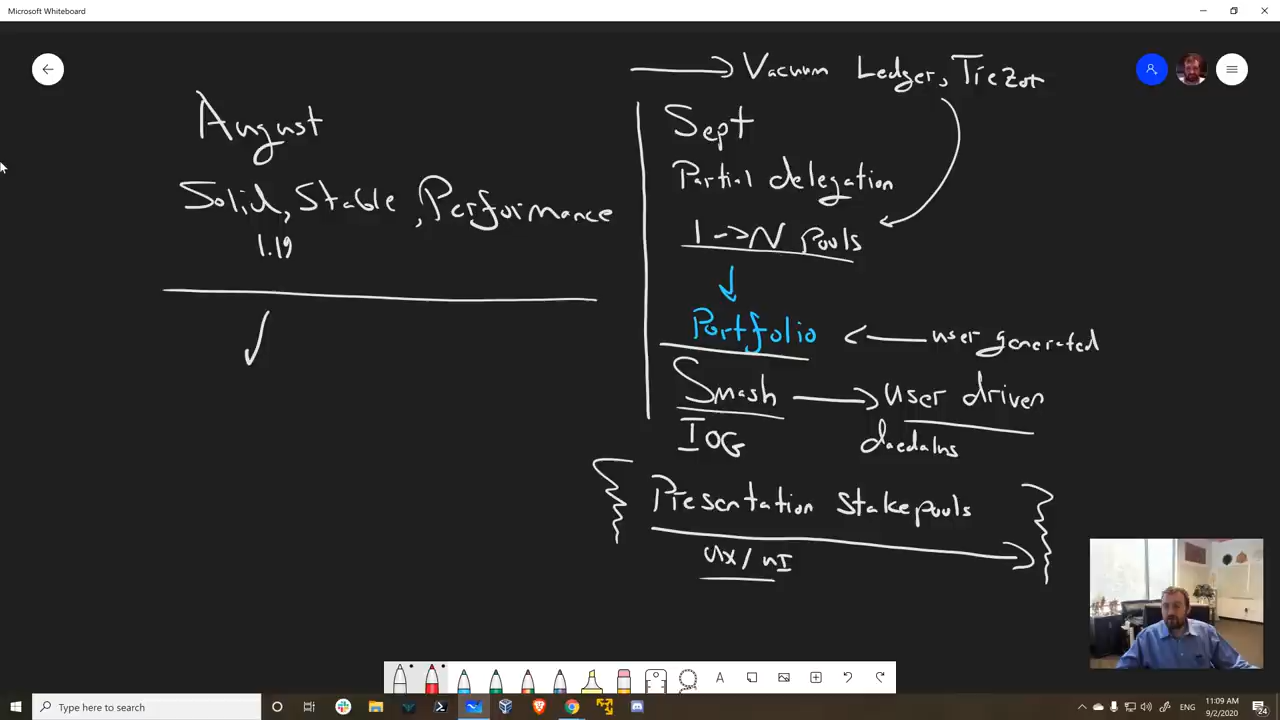 Microsoft Whiteboard
August
Solid, Stable, Performance
1.19
Vacuum Ledger, Trezor
Sept
Partial delegation
1 -> N Pools
Portfolio
user generated
Smash
user driven
IOG
daedalus
Presentation Stakepools
UX/UI
A
Type here to search
ENG
11:09 AM
9/2/2020
24